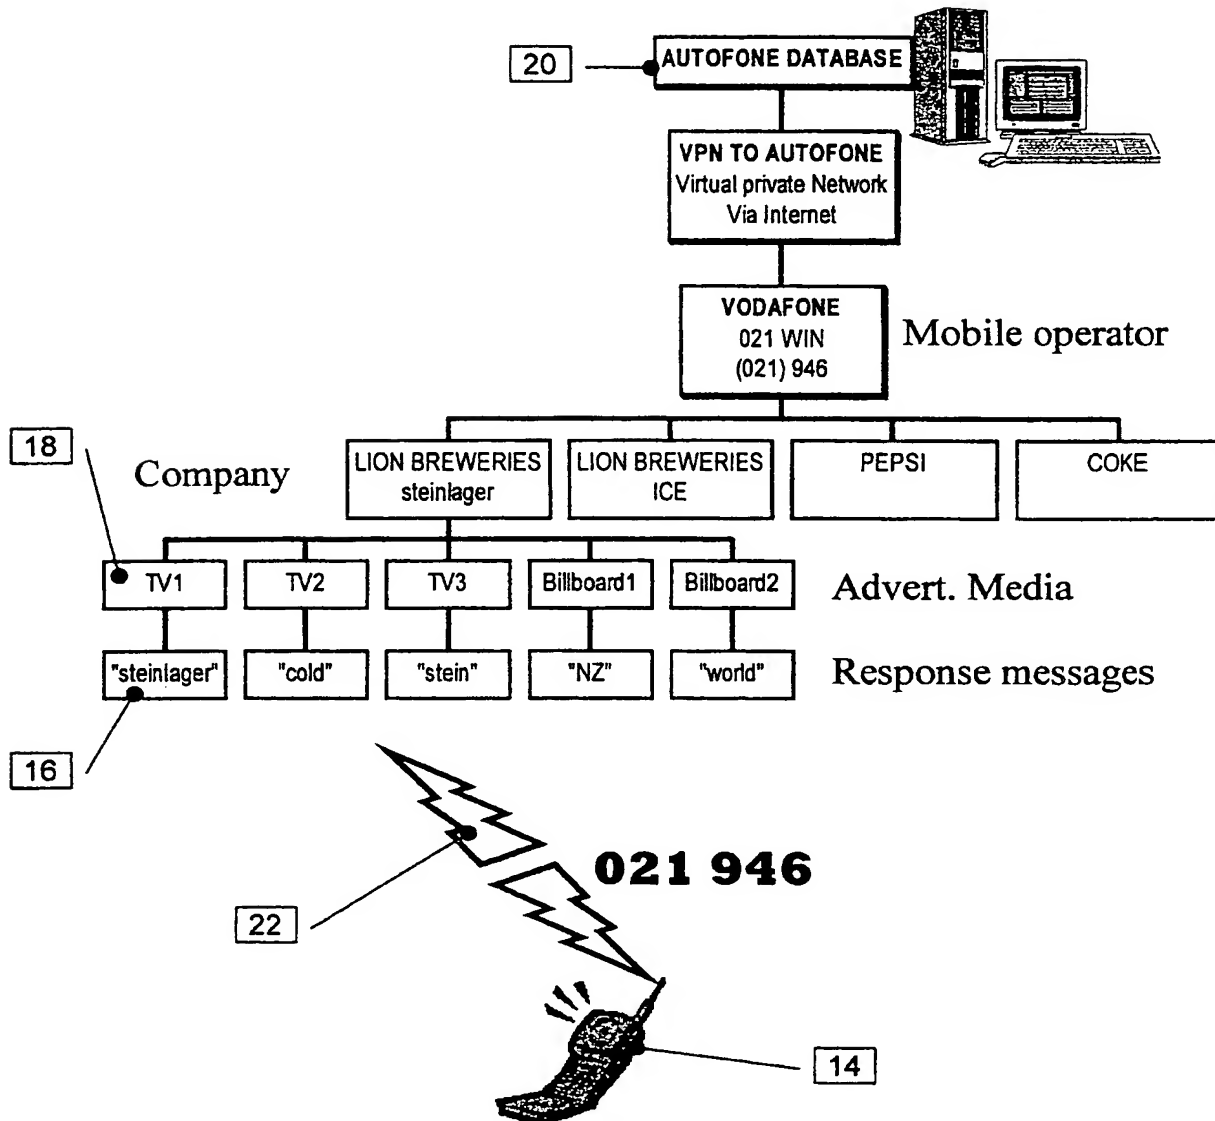 20
AUTOFONE DATABASE
VPN TO AUTOFONE
Virtual private Network
Via Internet
VODAFONE
021 WIN
(021) 946
Mobile operator
18
Company
LION BREWERIES
steinlager
LION BREWERIES
ICE
PEPSI
COKE
TV1
TV2
TV3
Billboard1
Billboard2
Advert. Media
"steinlager"
"cold"
"stein"
"NZ"
"world"
Response messages
16
021 946
22
14